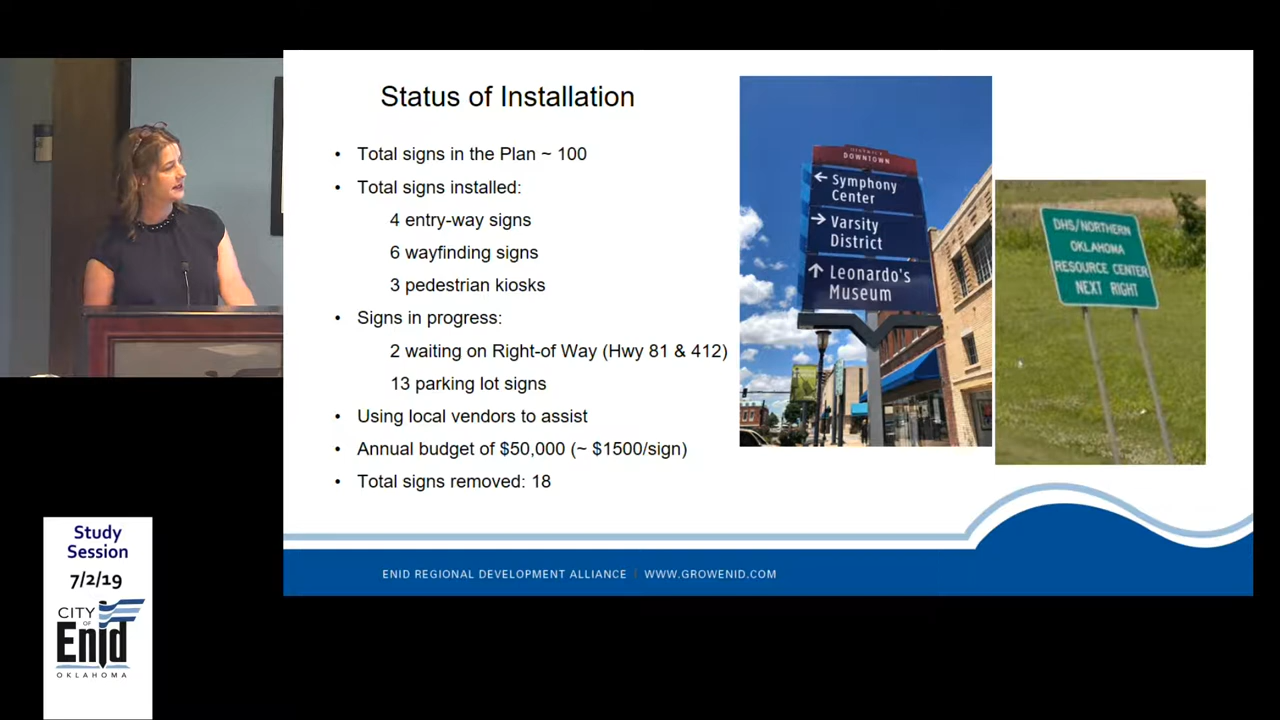 Status of Installation
• Total signs in the Plan ~ 100
• Total signs installed:
4 entry-way signs
6 wayfinding signs
3 pedestrian kiosks
• Signs in progress:
2 waiting on Right-of Way (Hwy 81 & 412)
13 parking lot signs
• Using local vendors to assist
• Annual budget of $50,000 (~ $1500/sign)
• Total signs removed: 18
DISTRICT
DOWNTOWN
← Symphony
Center
→ Varsity
District
↑ Leonardo's
Museum
DHS/NORTHERN
OKLAHOMA
RESOURCE CENTER
NEXT RIGHT
ENID REGIONAL DEVELOPMENT ALLIANCE | WWW.GROWENID.COM
Study
Session
7/2/19
CITY
OF
Enid
OKLAHOMA